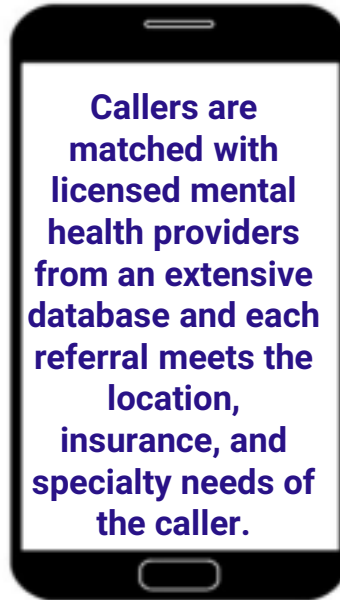 Callers are
matched with
licensed mental
health providers
from an extensive
database and each
referral meets the
location,
insurance, and
specialty needs of
the caller.